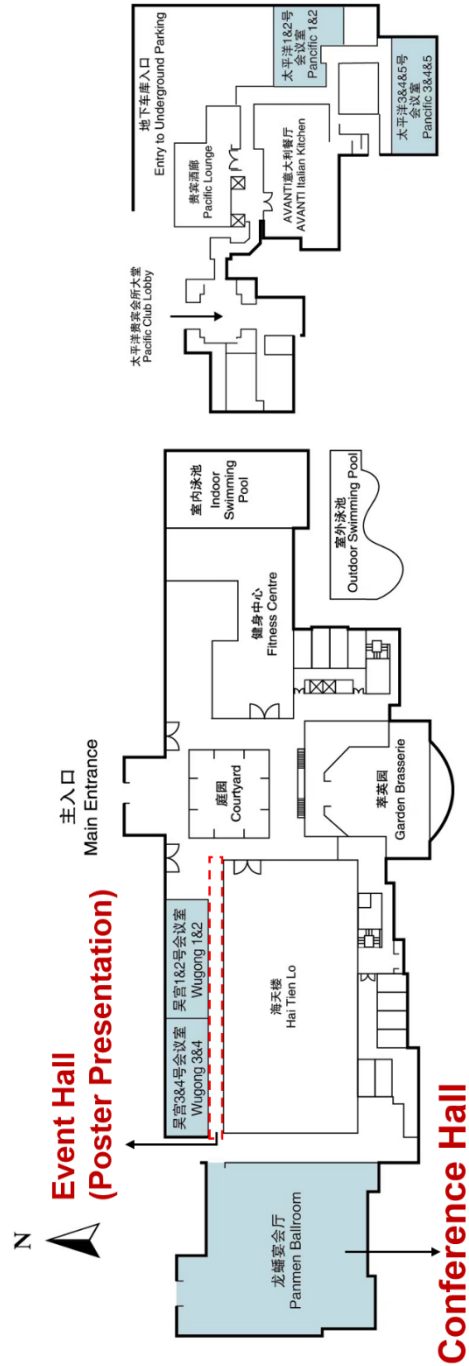 N
Event Hall
(Poster Presentation)
主入口
Main Entrance
吴宫3&4号会议室
Wugong 3&4
吴宫1&2号会议室
Wugong 1&2
庭园
Courtyard
健身中心
Fitness Centre
室内泳池
Indoor
Swimming
Pool
室外泳池
Outdoor Swimming Pool
龙蟠宴会厅
Panmen Ballroom
海天楼
Hai Tien Lo
萃英园
Garden Brasserie
Conference Hall
太平洋贵宾会所大堂
Pacific Club Lobby
地下车库入口
Entry to Underground Parking
贵宾酒廊
Pacific Lounge
AVANTI意大利餐厅
AVANTI Italian Kitchen
太平洋1&2号
会议室
Pancific 1&2
太平洋3&4&5号
会议室
Pancific 3&4&5